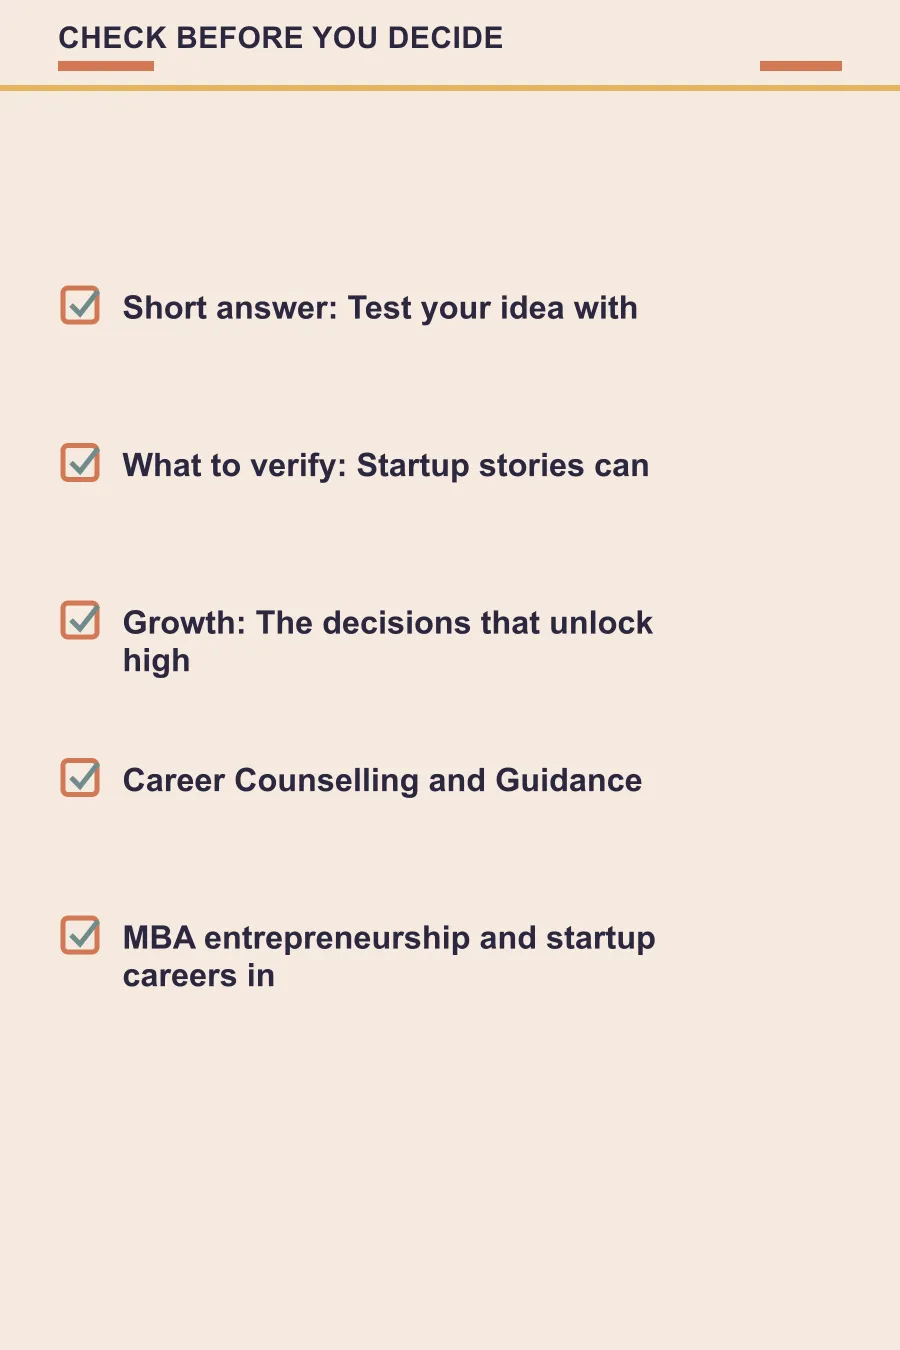 CHECK BEFORE YOU DECIDE
Short answer: Test your idea with
What to verify: Startup stories can
Growth: The decisions that unlock
high
Career Counselling and Guidance
MBA entrepreneurship and startup
careers in